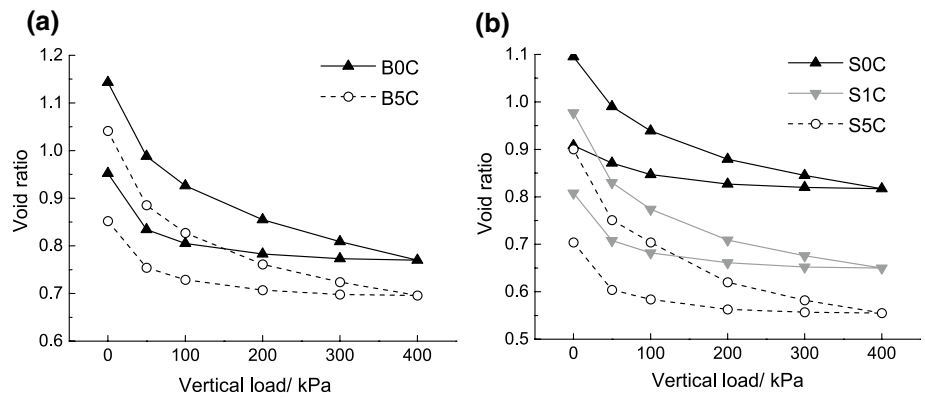 (a)
1.2
1.1
1.0
0.9
0.8
0.7
0.6
Void ratio
B0C
B5C
0 100 200 300 400
Vertical load/ kPa
(b)
1.1
1.0
0.9
0.8
0.7
0.6
0.5
Void ratio
S0C
S1C
S5C
0 100 200 300 400
Vertical load/ kPa